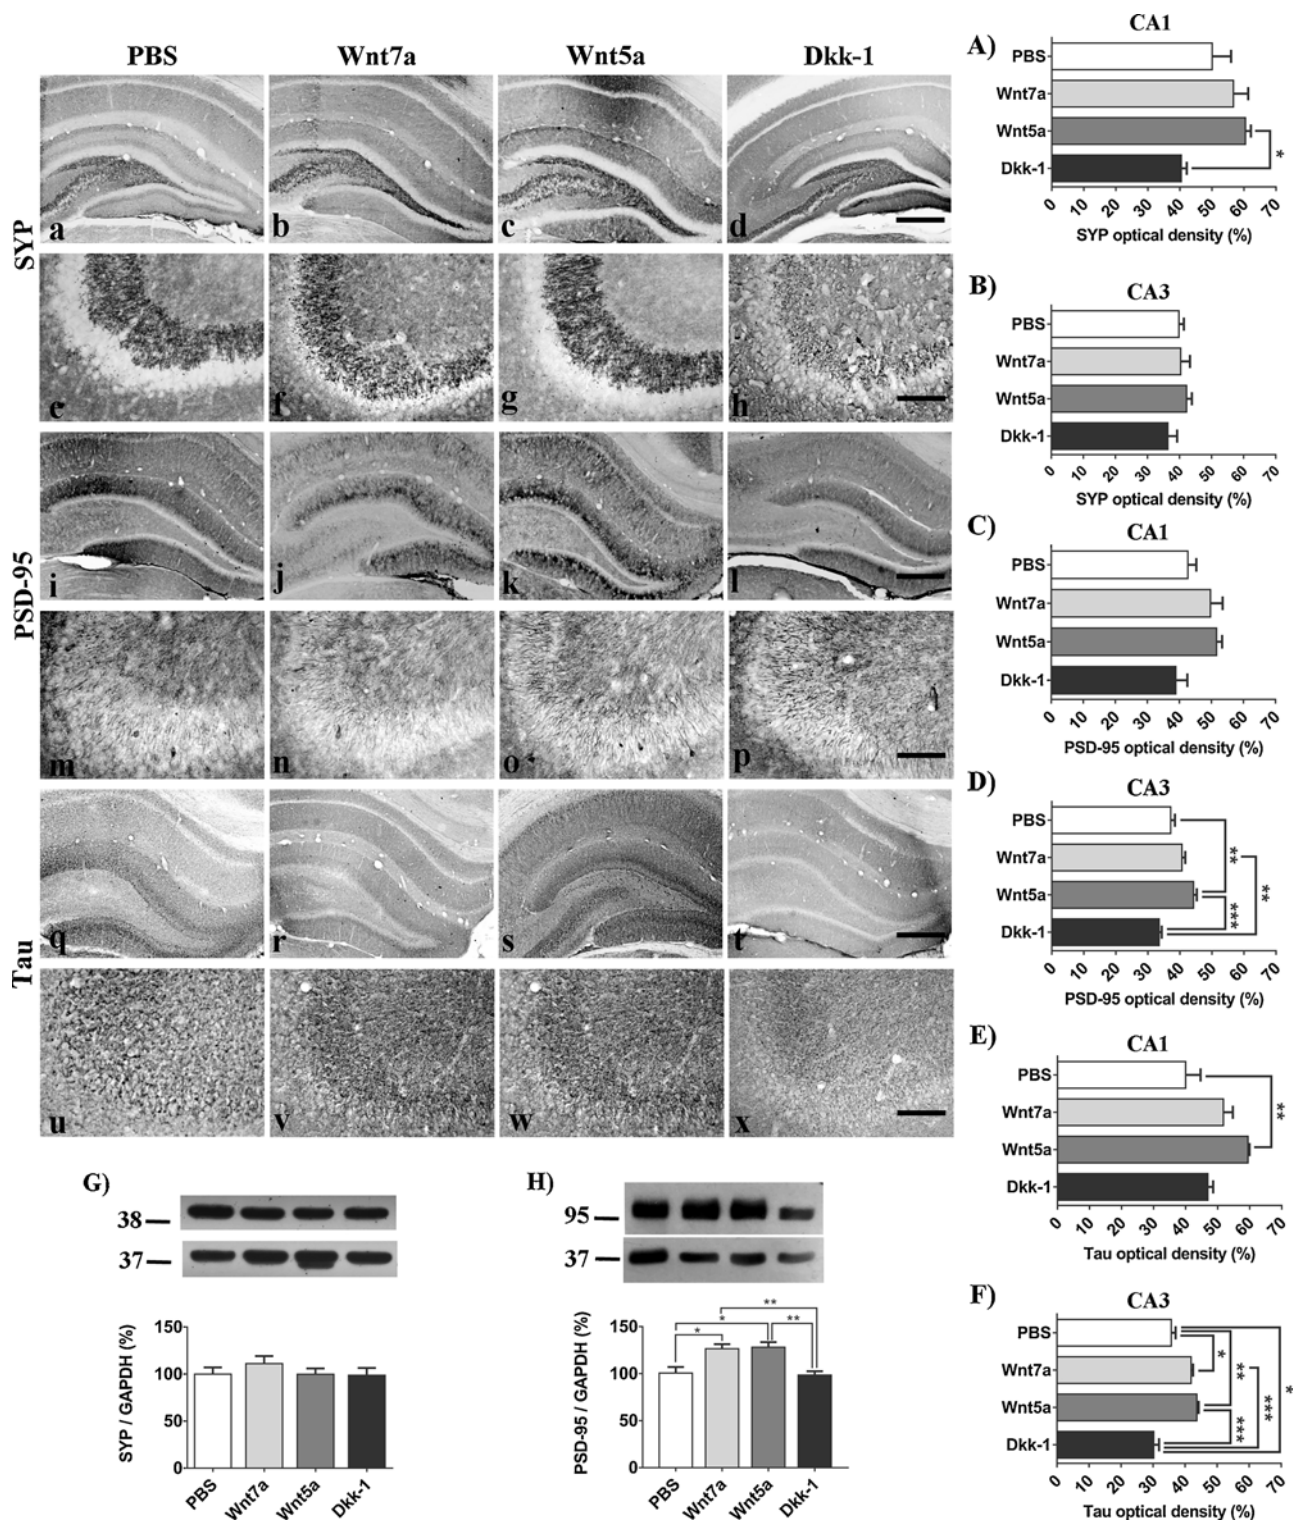 PBS Wnt7a Wnt5a Dkk-1
SYP
a b c d
e f g h
PSD-95
i j k l
m n o p
Tau
q r s t
u v w x
A)
CA1
PBS
Wnt7a
Wnt5a
Dkk-1
*
0 10 20 30 40 50 60 70
SYP optical density (%)
B)
CA3
PBS
Wnt7a
Wnt5a
Dkk-1
0 10 20 30 40 50 60 70
SYP optical density (%)
C)
CA1
PBS
Wnt7a
Wnt5a
Dkk-1
0 10 20 30 40 50 60 70
PSD-95 optical density (%)
D)
CA3
PBS
Wnt7a
Wnt5a
Dkk-1
** ** ***
0 10 20 30 40 50 60 70
PSD-95 optical density (%)
E)
CA1
PBS
Wnt7a
Wnt5a
Dkk-1
**
0 10 20 30 40 50 60 70
Tau optical density (%)
F)
CA3
PBS
Wnt7a
Wnt5a
Dkk-1
* ** *** *** *
0 10 20 30 40 50 60 70
Tau optical density (%)
G)
38
37
SYP / GAPDH (%)
150
100
50
0
PBS Wnt7a Wnt5a Dkk-1
H)
95
37
PSD-95 / GAPDH (%)
150
100
50
0
**
* **
*
PBS Wnt7a Wnt5a Dkk-1